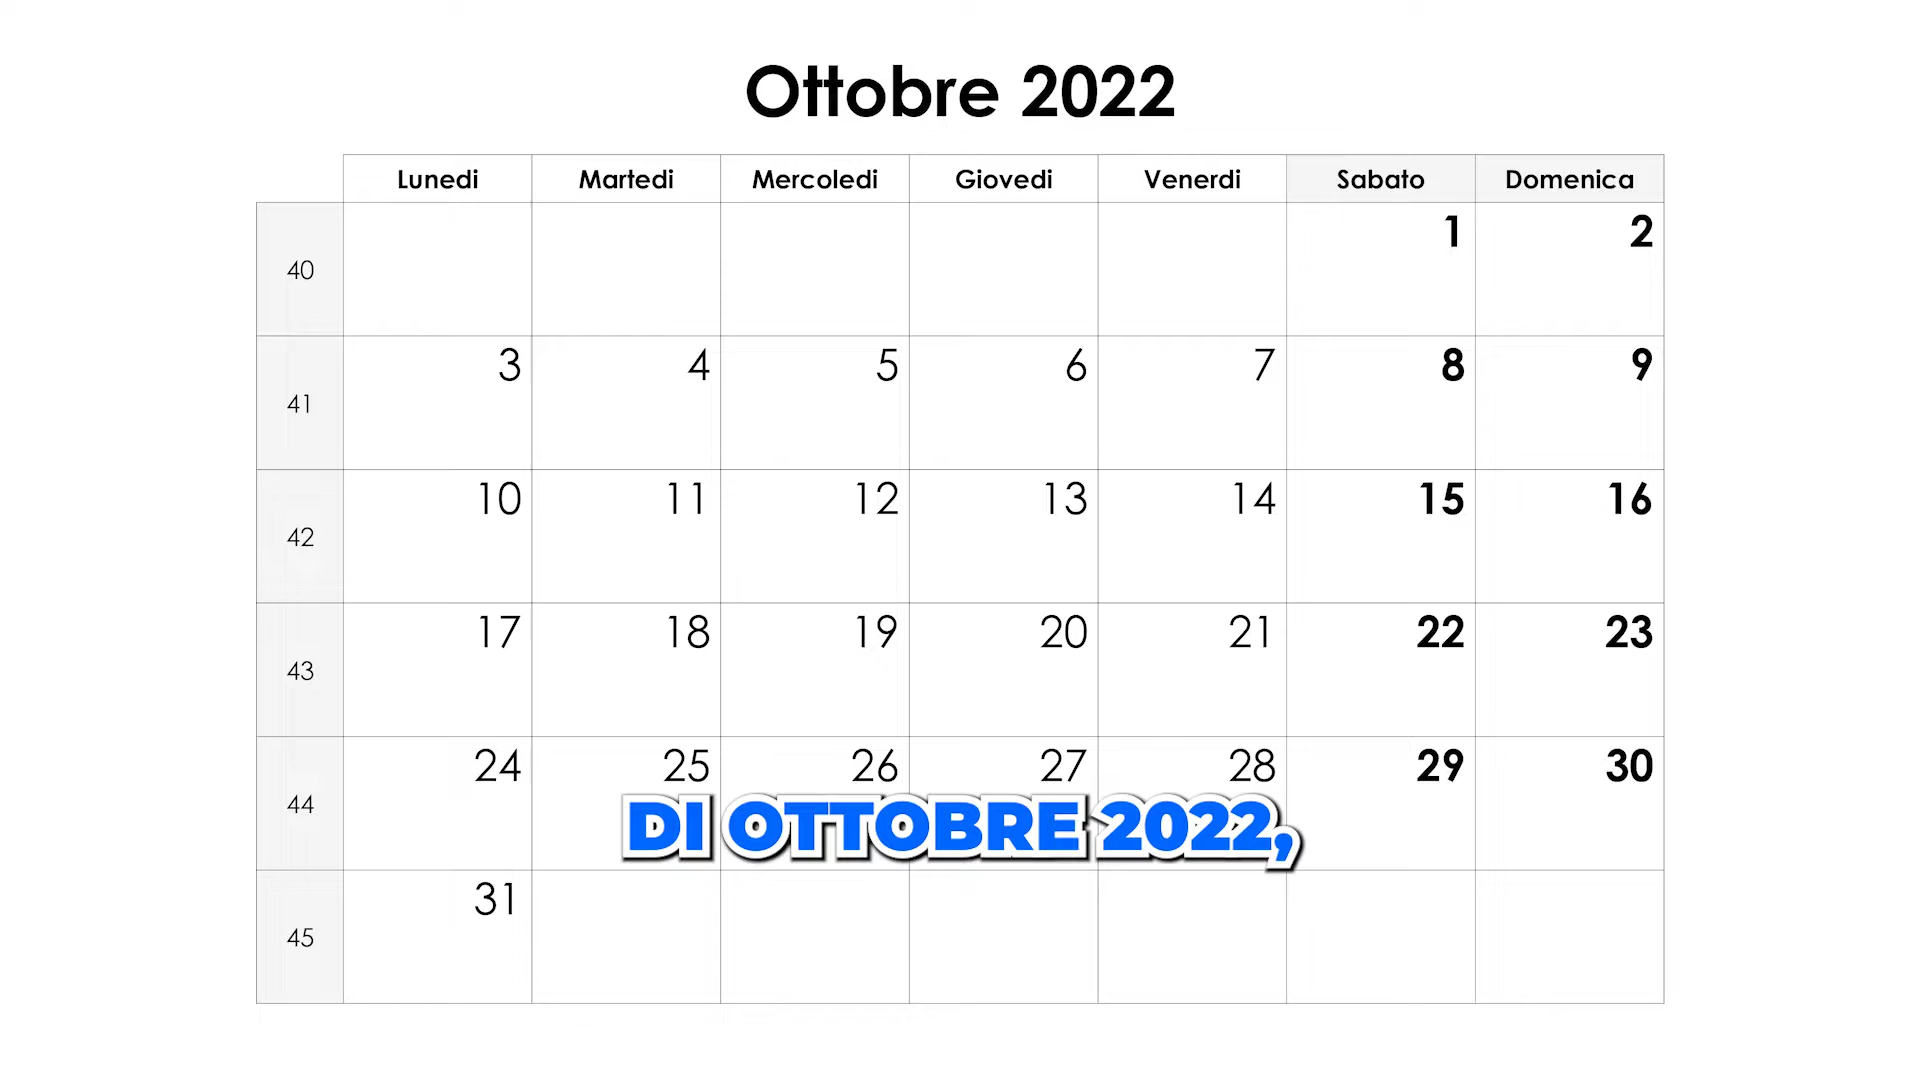 Ottobre 2022
Lunedi Martedi Mercoledi Giovedi Venerdi Sabato Domenica
40 1 2
41 3 4 5 6 7 8 9
42 10 11 12 13 14 15 16
43 17 18 19 20 21 22 23
44 24 25 26 27 28 29 30
DI OTTOBRE 2022,
45 31